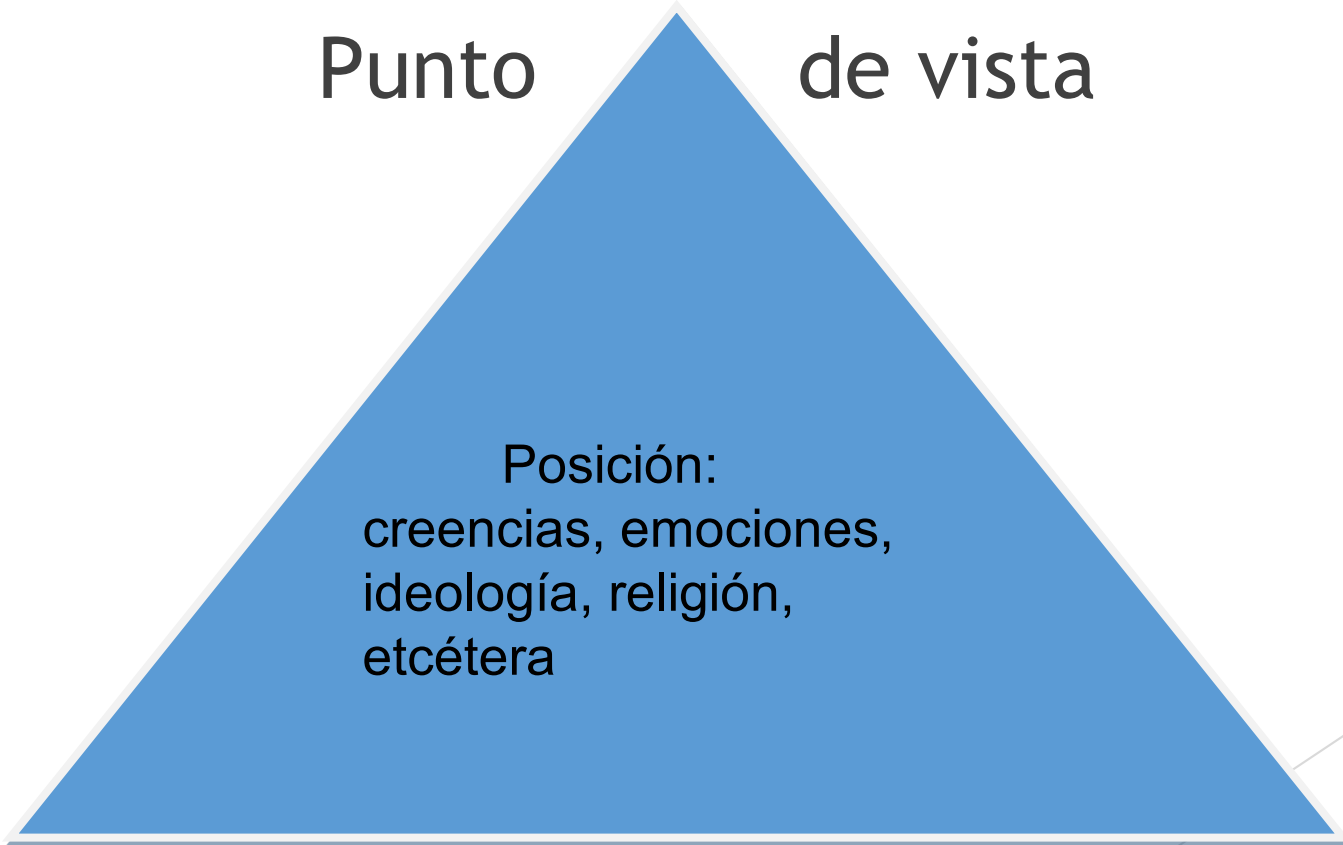 Punto de vista
Posición:
creencias, emociones,
ideología, religión,
etcétera